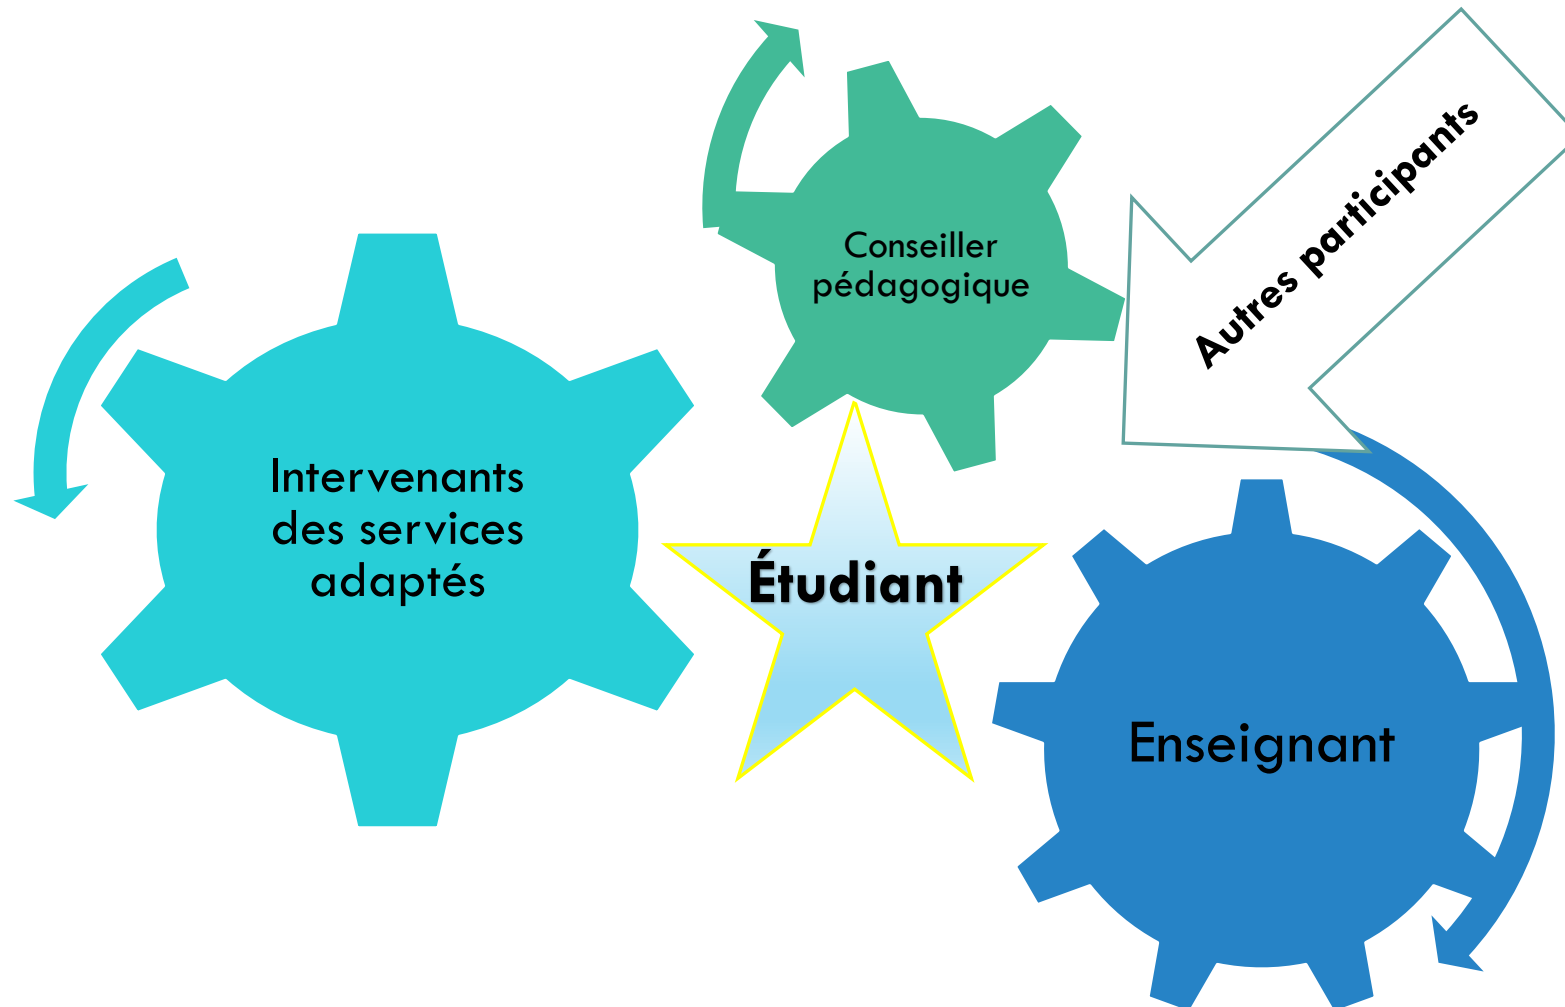 Conseiller
pédagogique
Autres participants
Intervenants
des services
adaptés
Étudiant
Enseignant